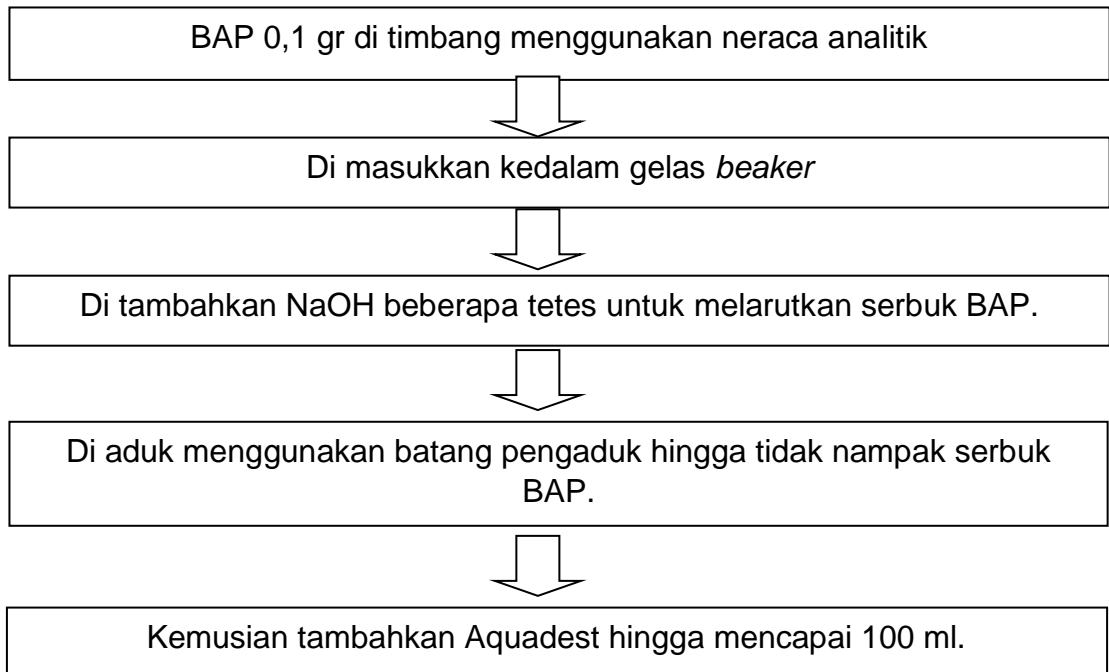 BAP 0,1 gr di timbang menggunakan neraca analitik
Di masukkan kedalam gelas beaker
Di tambahkan NaOH beberapa tetes untuk melarutkan serbuk BAP.
Di aduk menggunakan batang pengaduk hingga tidak nampak serbuk
BAP.
Kemusian tambahkan Aquadest hingga mencapai 100 ml.